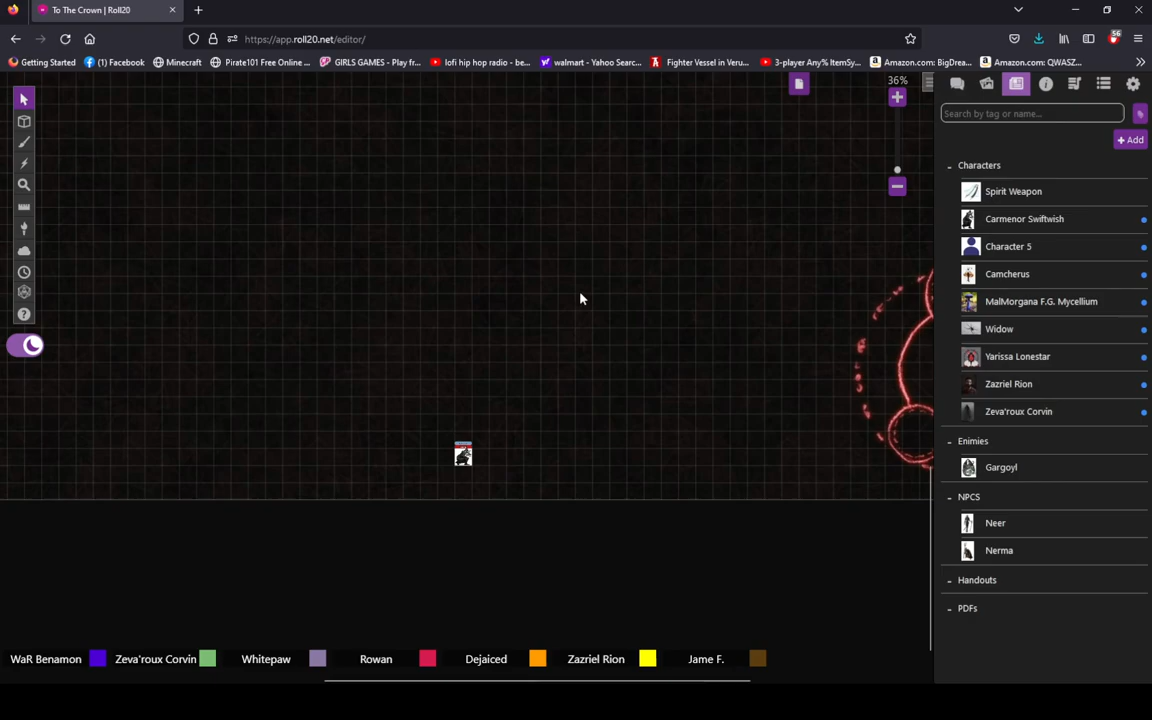 To The Crown | Roll20
https://app.roll20.net/editor/
56
Getting Started
(1) Facebook
Minecraft
Pirate101 Free Online ...
GIRLS GAMES - Play fr...
lofi hip hop radio - be...
walmart - Yahoo Searc...
Fighter Vessel in Veru...
3-player Any% ItemSy...
Amazon.com: BigDrea...
Amazon.com: QWASZ...
36%
Search by tag or name...
+ Add
Characters
Spirit Weapon
Carmenor Swiftwish
Character 5
Camcherus
MalMorgana F.G. Mycellium
Widow
Yarissa Lonestar
Zazriel Rion
Zeva'roux Corvin
Enimies
Gargoyl
NPCS
Neer
Nerma
Handouts
PDFs
WaR Benamon
Zeva'roux Corvin
Whitepaw
Rowan
Dejaiced
Zazriel Rion
Jame F.